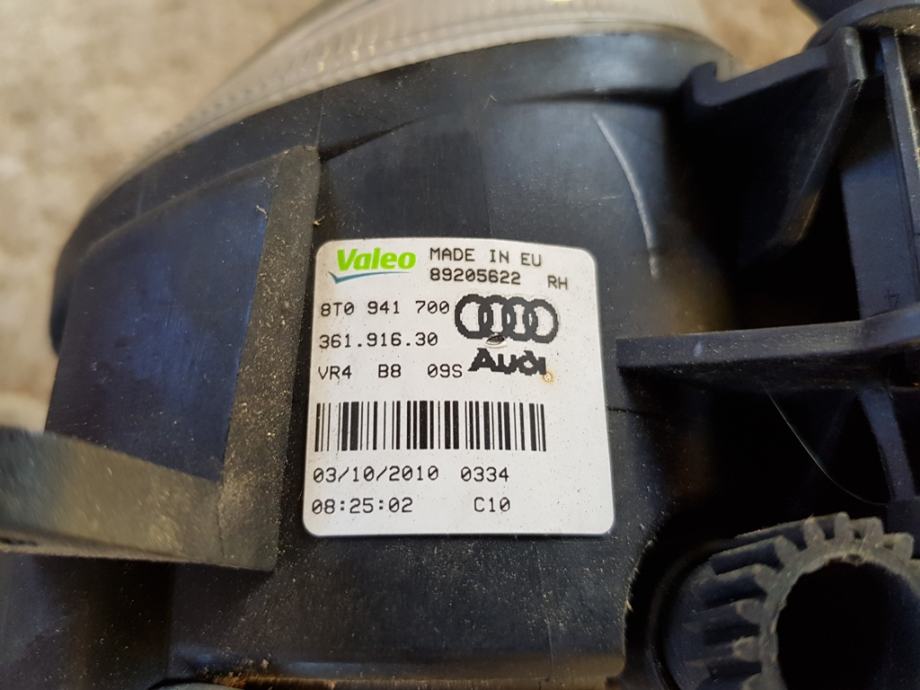 Valeo MADE IN EU
89205622 RH
8T0 941 700
361.916.30
VR4 B8 09S Audi
03/10/2010 0334
08:25:02 C10